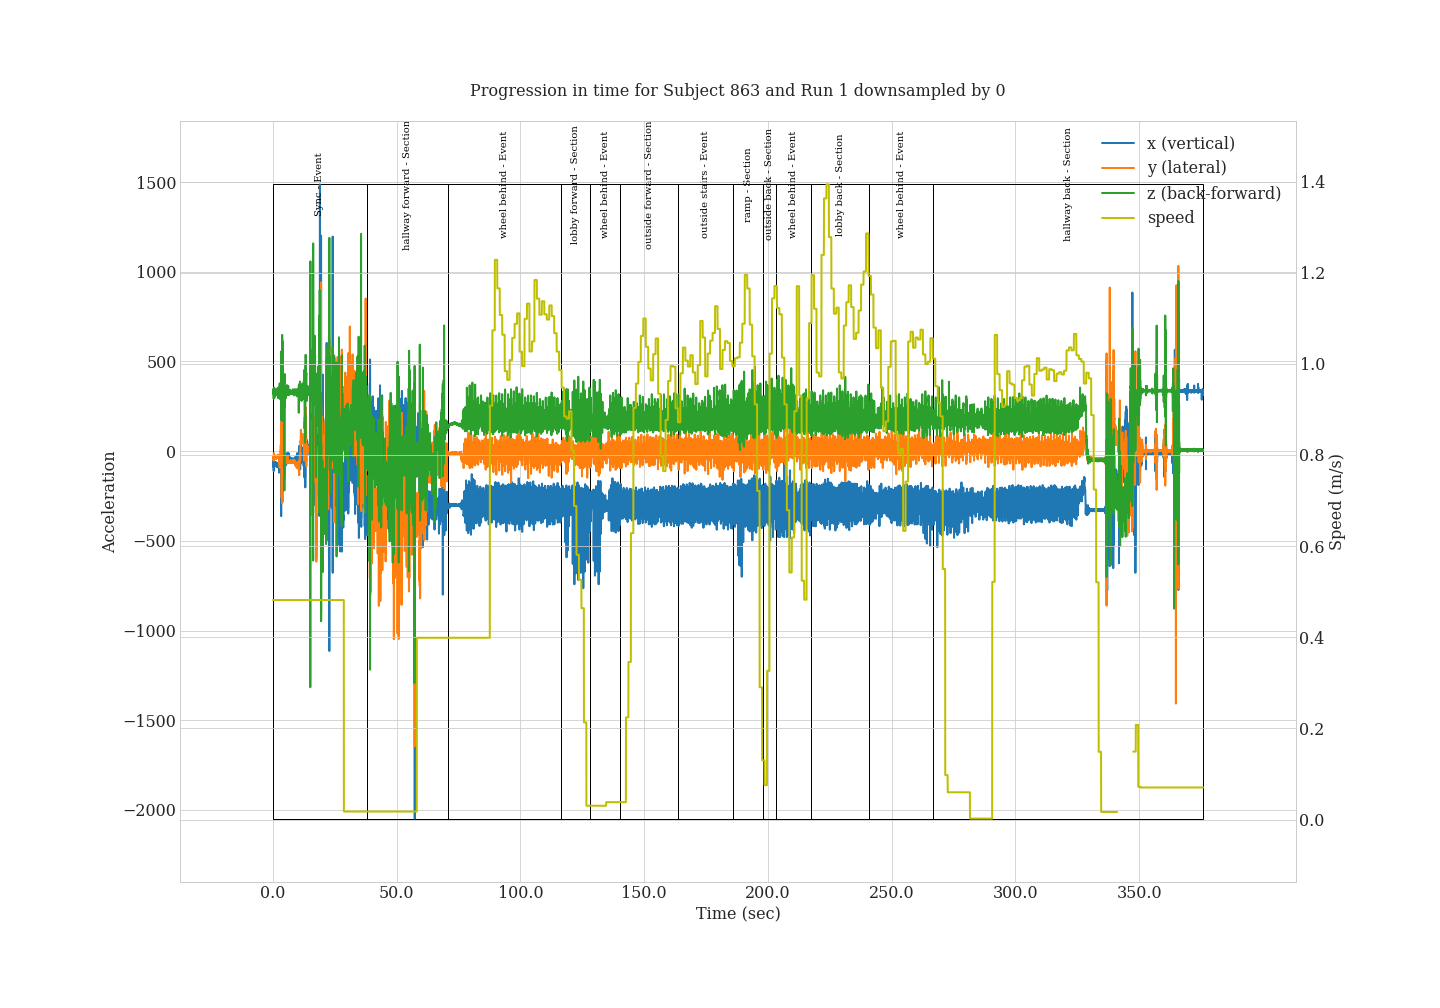 Progression in time for Subject 863 and Run 1 downsampled by 0
Sync - Event
hallway forward - Section
wheel behind - Event
lobby forward - Section
wheel behind - Event
outside forward - Section
outside stairs - Event
ramp - Section
outside back - Section
wheel behind - Event
lobby back - Section
wheel behind - Event
hallway back - Section
x (vertical)
y (lateral)
z (back-forward)
speed
1500
1000
500
0
−500
−1000
−1500
−2000
Acceleration
1.4
1.2
1.0
0.8
0.6
0.4
0.2
0.0
Speed (m/s)
0.0 50.0 100.0 150.0 200.0 250.0 300.0 350.0
Time (sec)